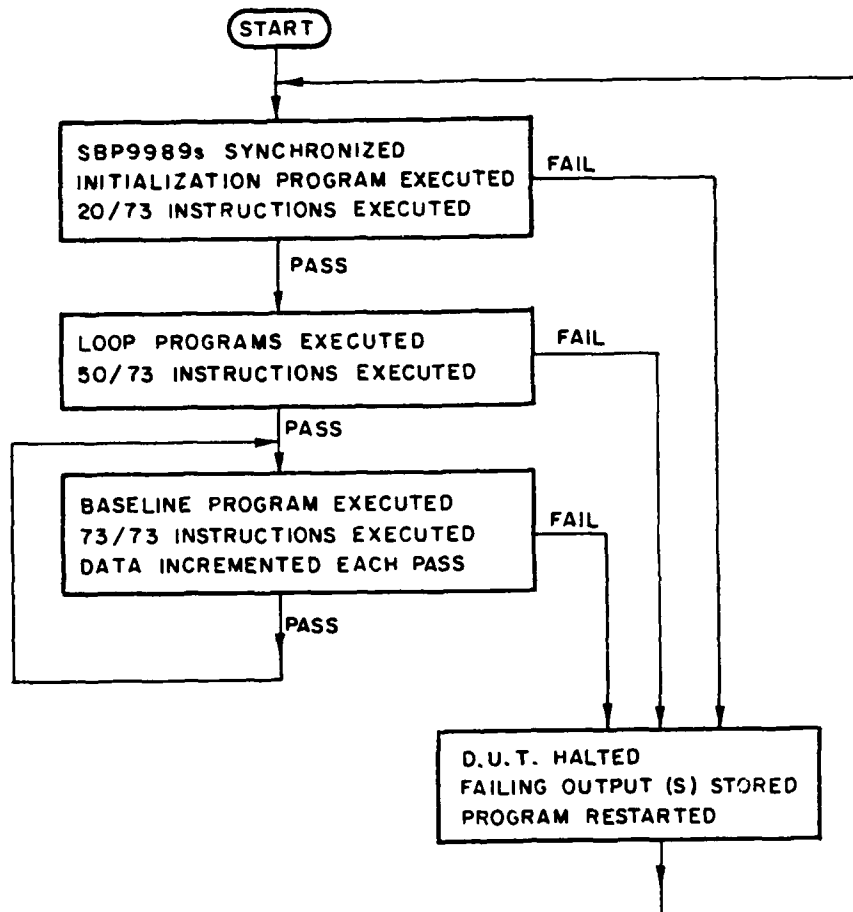 START
SBP9989s SYNCHRONIZED
INITIALIZATION PROGRAM EXECUTED
20/73 INSTRUCTIONS EXECUTED
FAIL
PASS
LOOP PROGRAMS EXECUTED
50/73 INSTRUCTIONS EXECUTED
FAIL
PASS
BASELINE PROGRAM EXECUTED
73/73 INSTRUCTIONS EXECUTED
DATA INCREMENTED EACH PASS
FAIL
PASS
D.U.T. HALTED
FAILING OUTPUT (S) STORED
PROGRAM RESTARTED